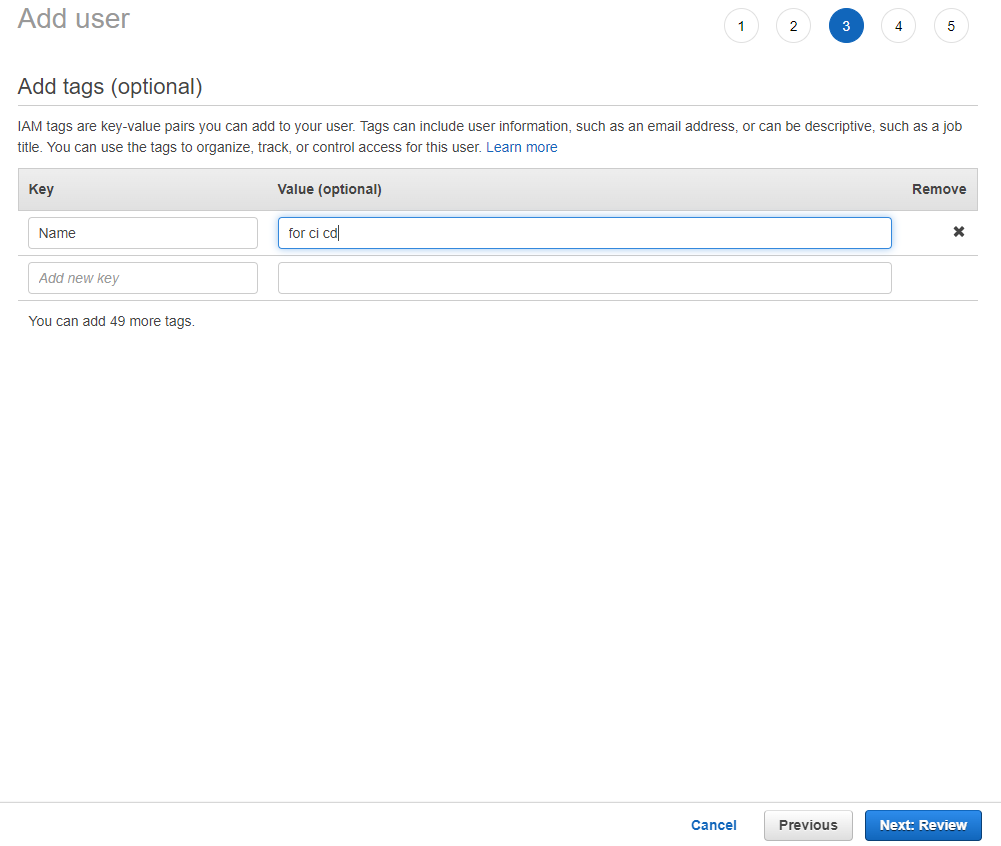 Add user
1 2 3 4 5
Add tags (optional)
IAM tags are key-value pairs you can add to your user. Tags can include user information, such as an email address, or can be descriptive, such as a job
title. You can use the tags to organize, track, or control access for this user. Learn more
Key Value (optional) Remove
Name for ci cd ✖
Add new key
You can add 49 more tags.
Cancel Previous Next: Review